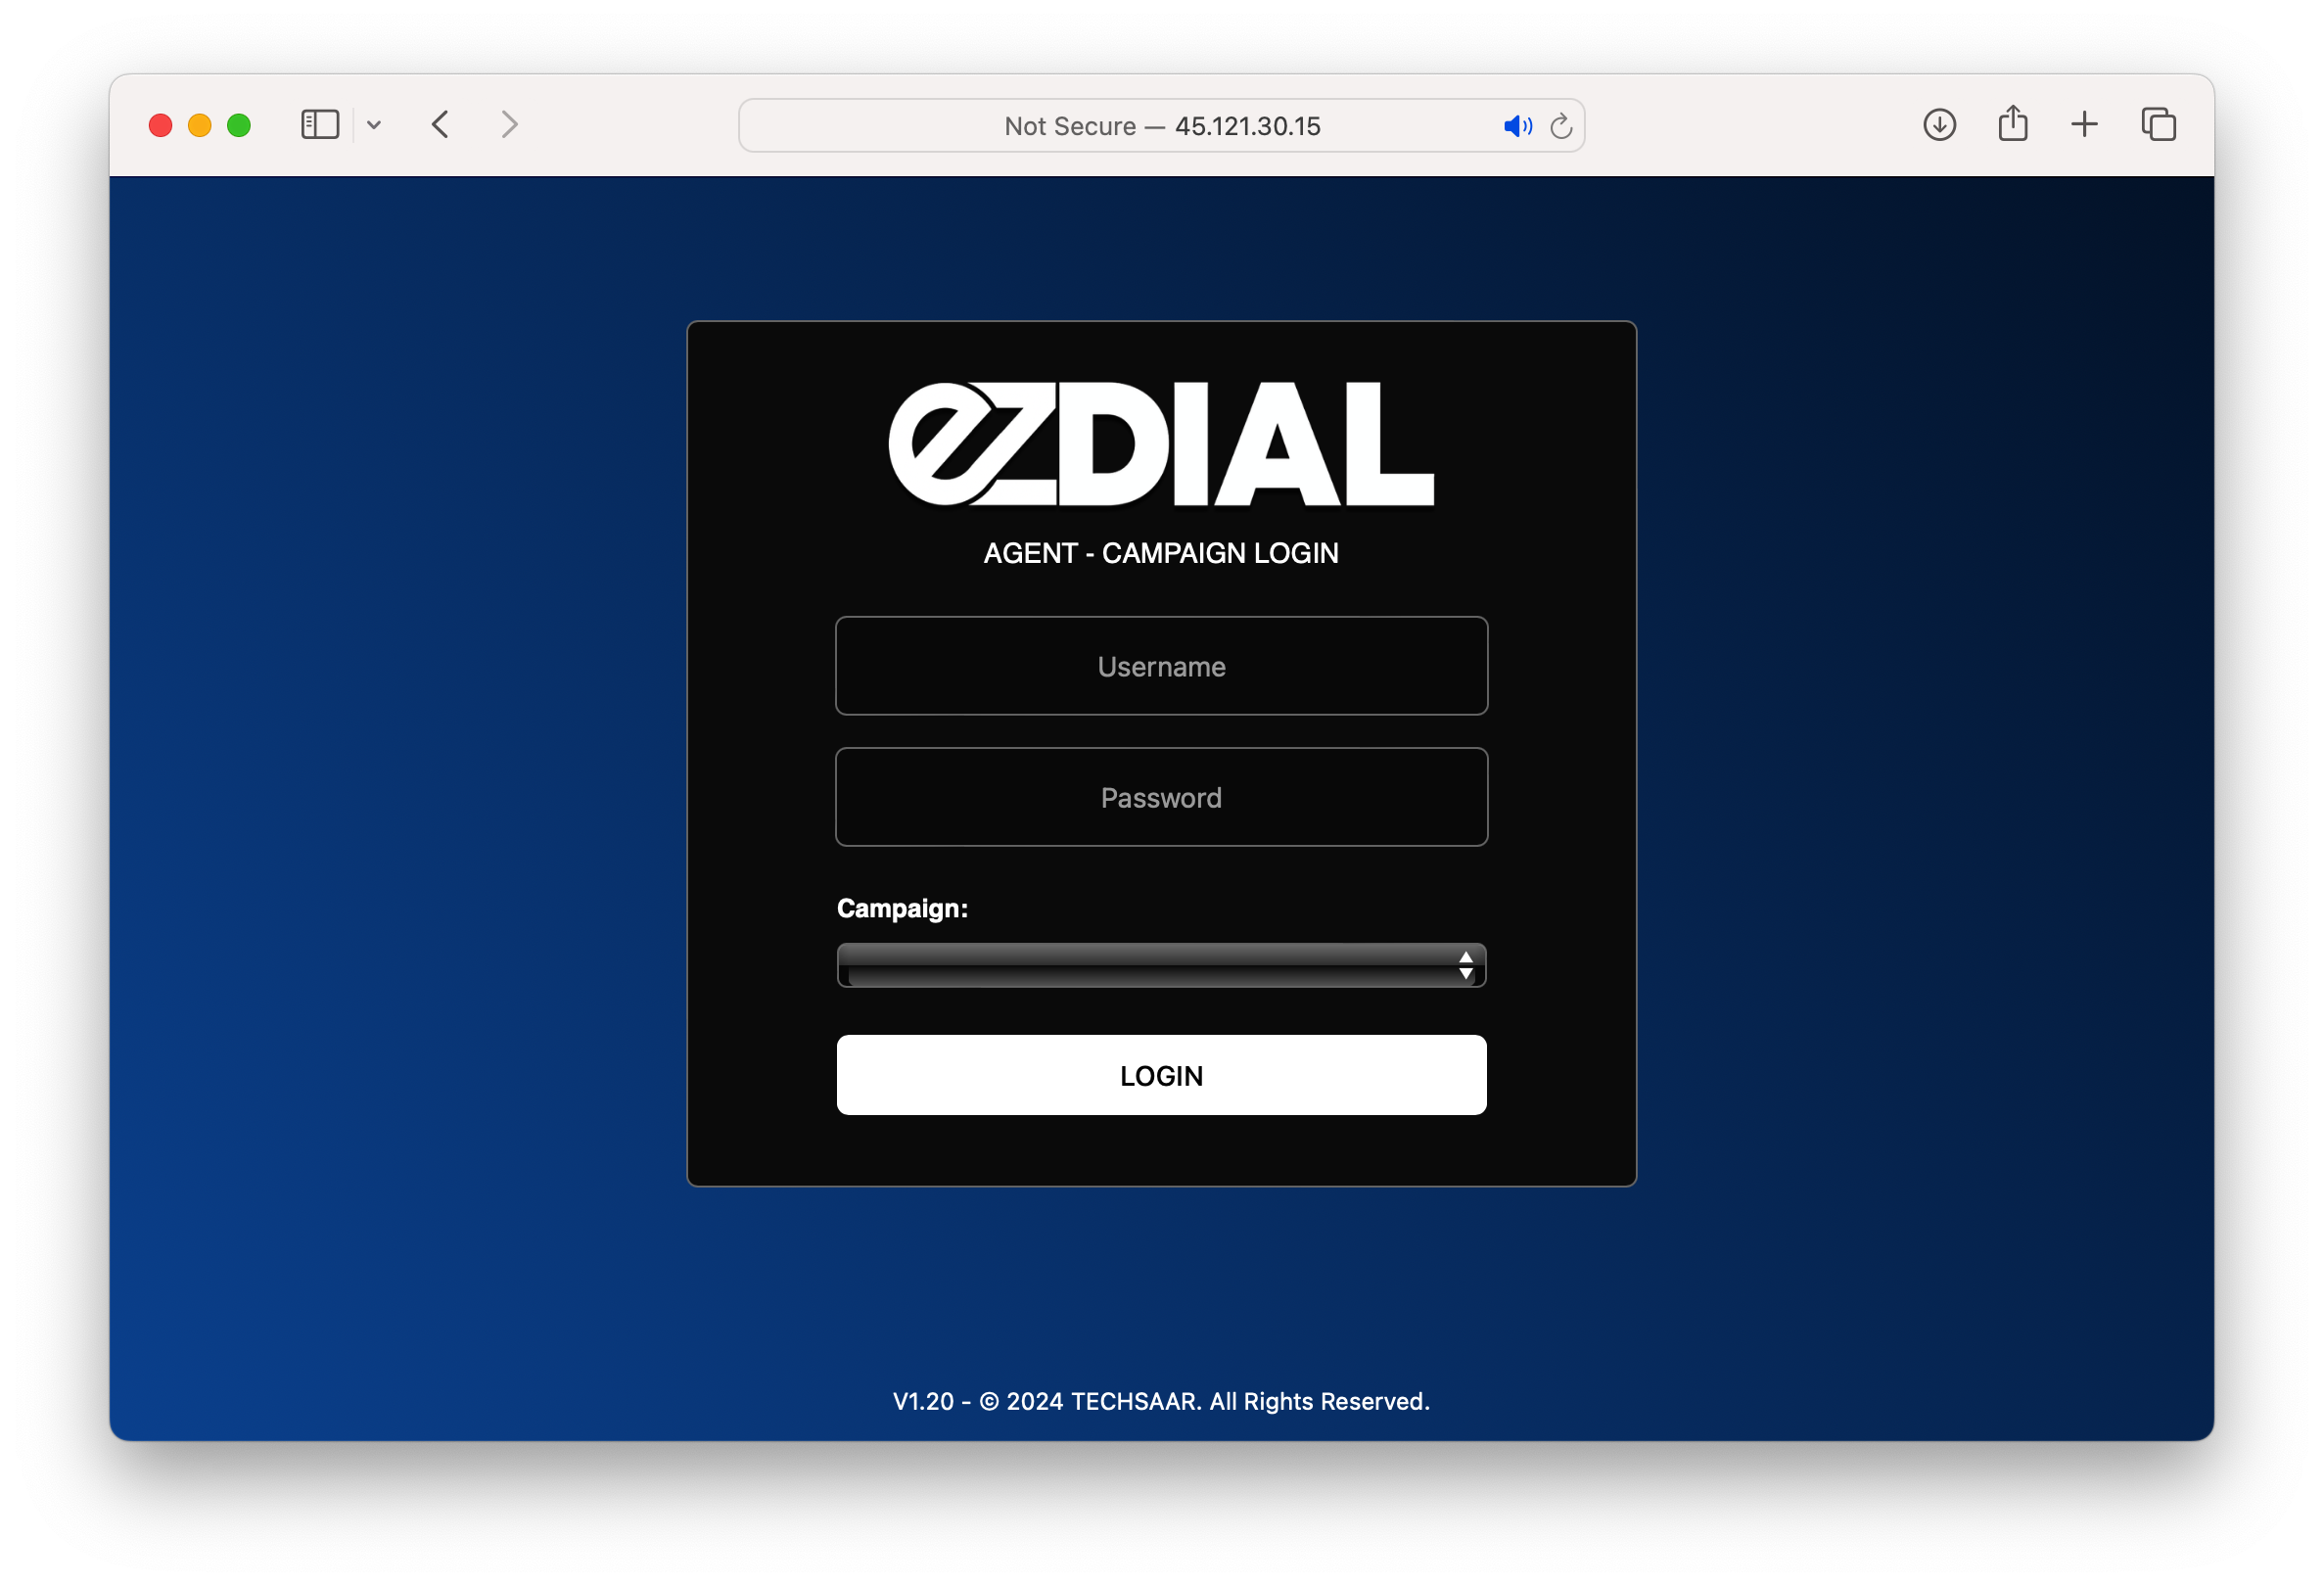 Not Secure — 45.121.30.15
ezDIAL
AGENT - CAMPAIGN LOGIN
Username
Password
Campaign:
LOGIN
V1.20 - © 2024 TECHSAAR. All Rights Reserved.